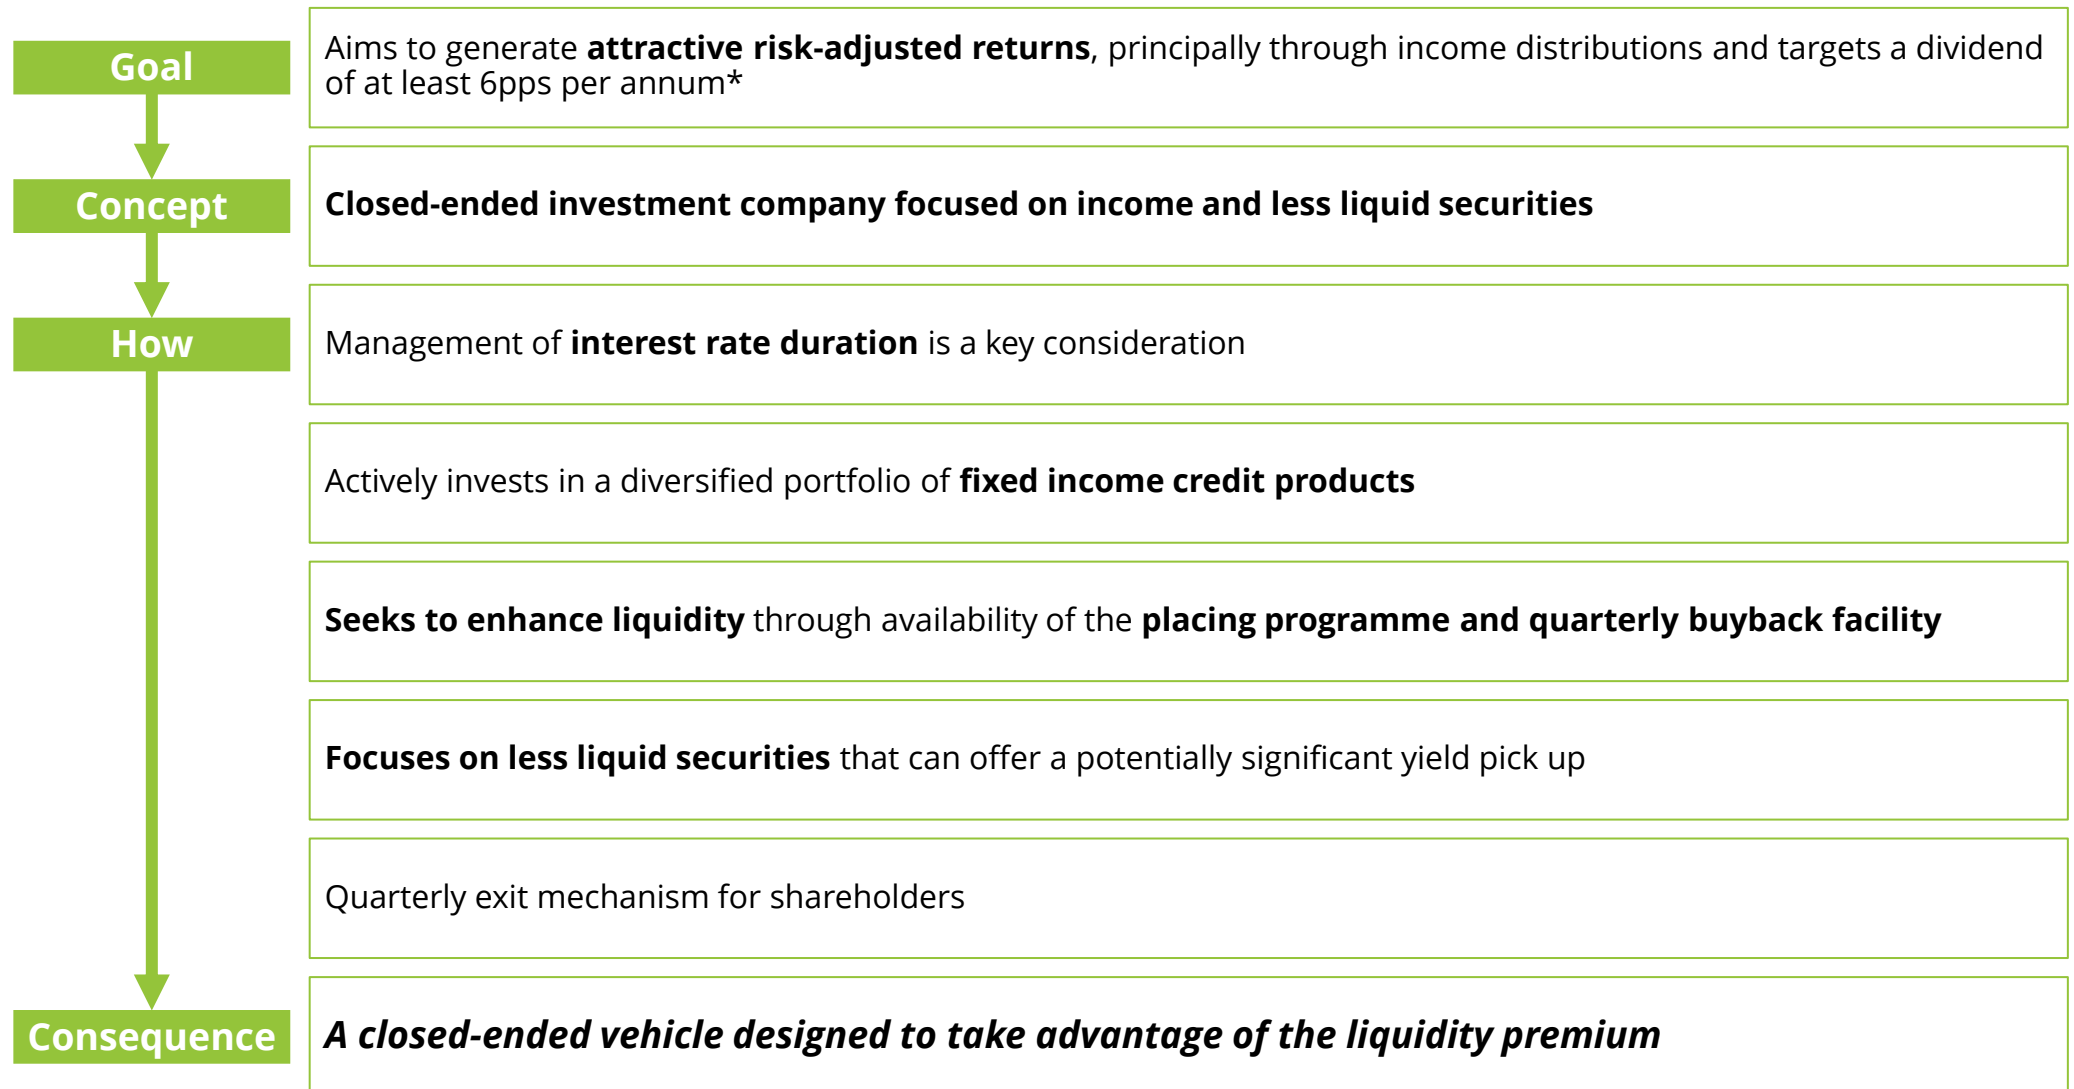 Goal
Aims to generate attractive risk-adjusted returns, principally through income distributions and targets a dividend
of at least 6pps per annum*
Concept
Closed-ended investment company focused on income and less liquid securities
How
Management of interest rate duration is a key consideration
Actively invests in a diversified portfolio of fixed income credit products
Seeks to enhance liquidity through availability of the placing programme and quarterly buyback facility
Focuses on less liquid securities that can offer a potentially significant yield pick up
Quarterly exit mechanism for shareholders
Consequence
A closed-ended vehicle designed to take advantage of the liquidity premium